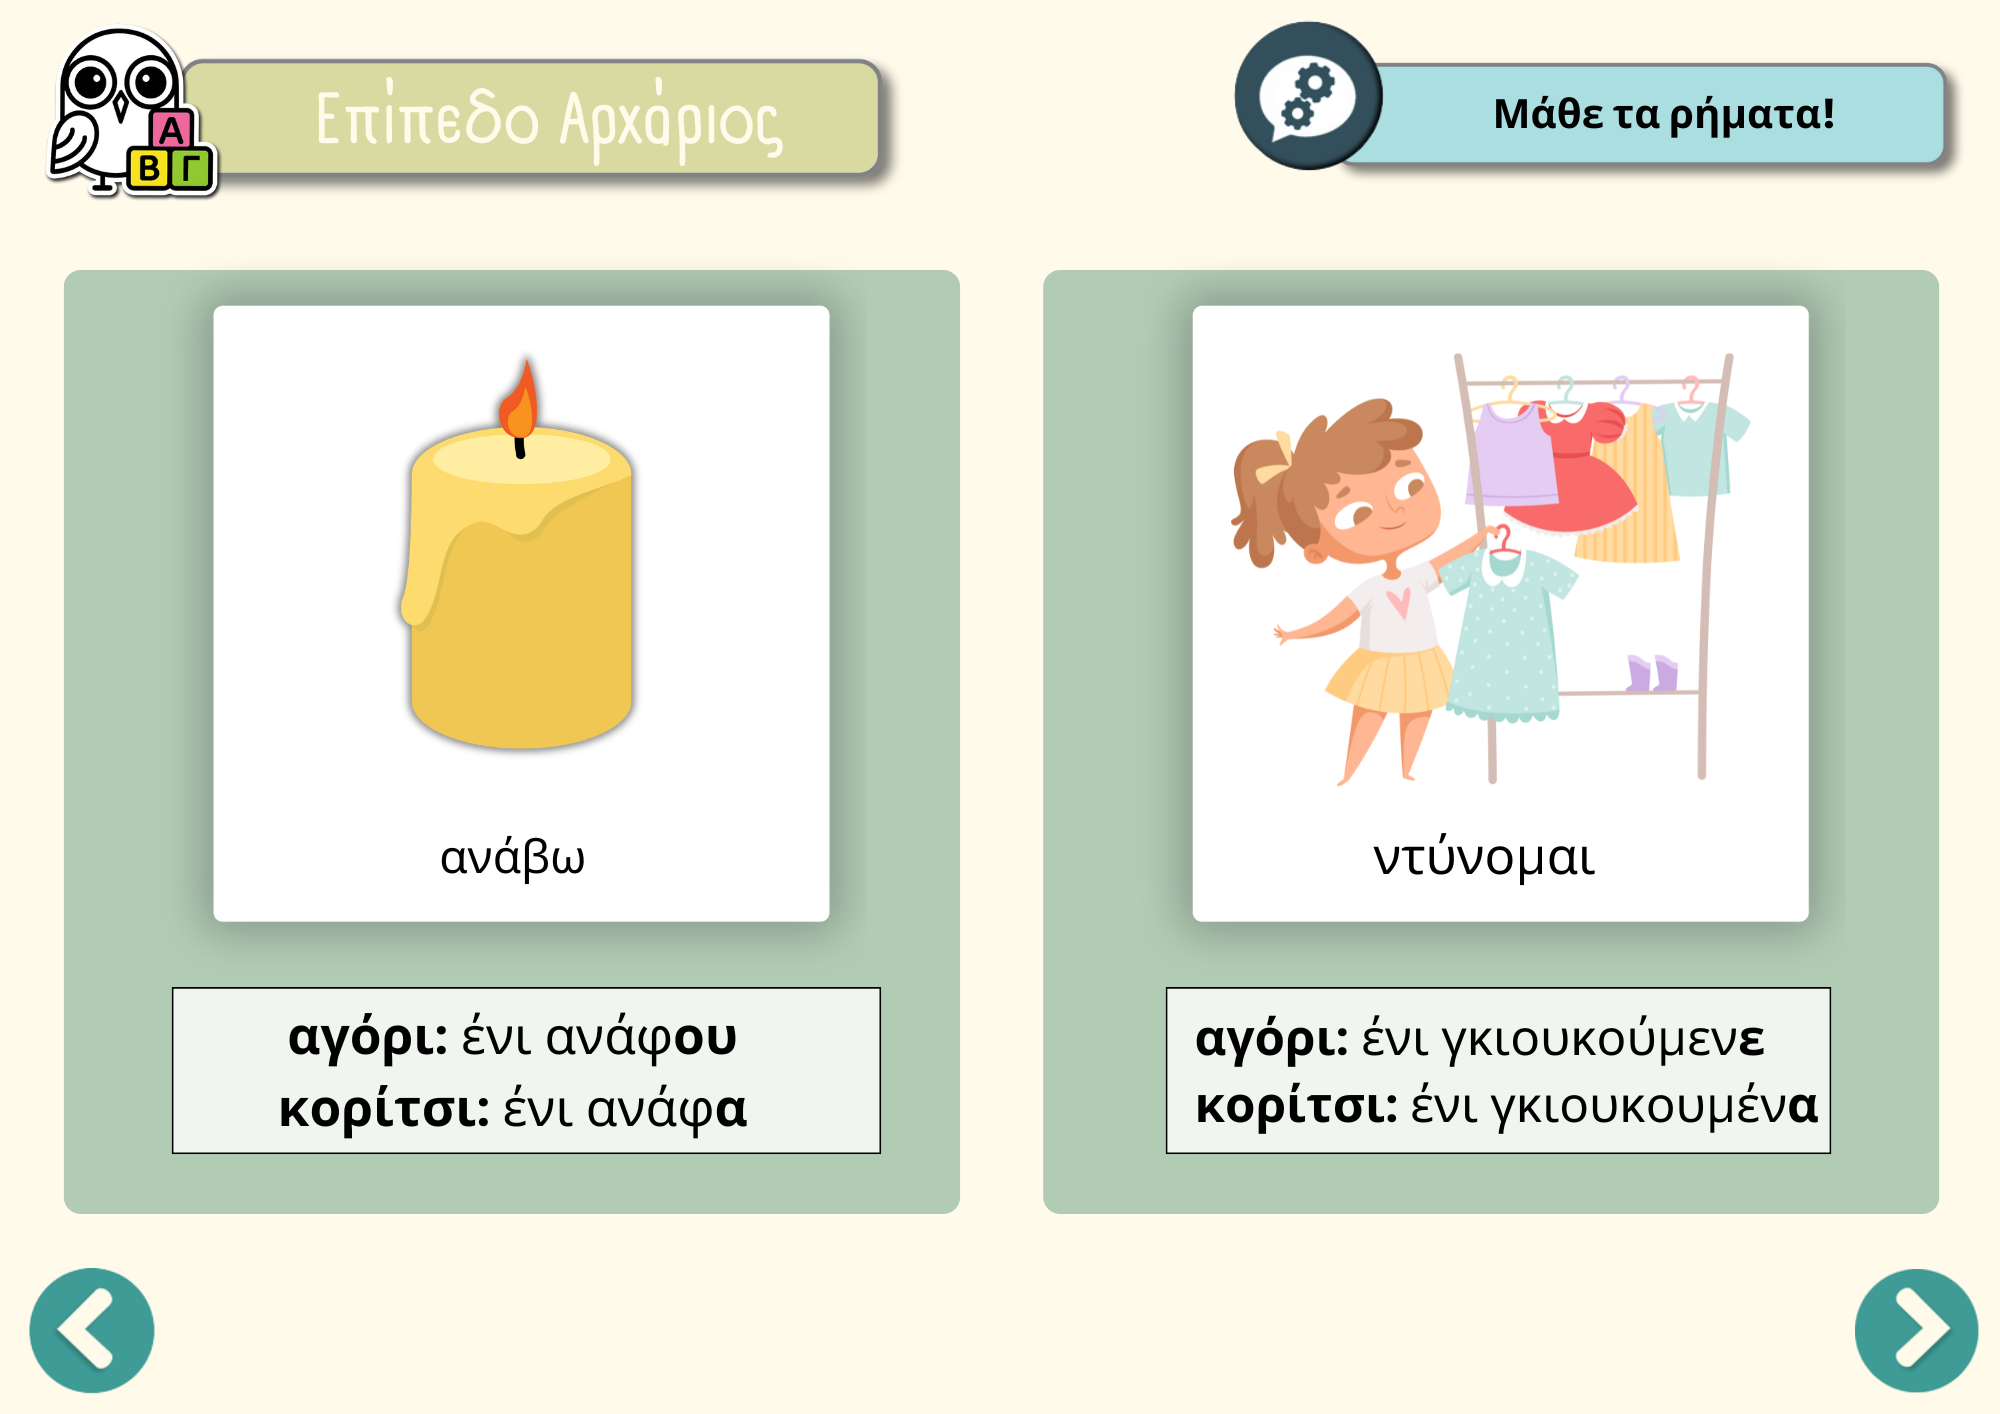 Επίπεδο Αρχάριος
Μάθε τα ρήματα!
Α
Β Γ
ανάβω
αγόρι: ένι ανάφου
κορίτσι: ένι ανάφα
ντύνομαι
αγόρι: ένι γκιουκούμενε
κορίτσι: ένι γκιουκουμένα